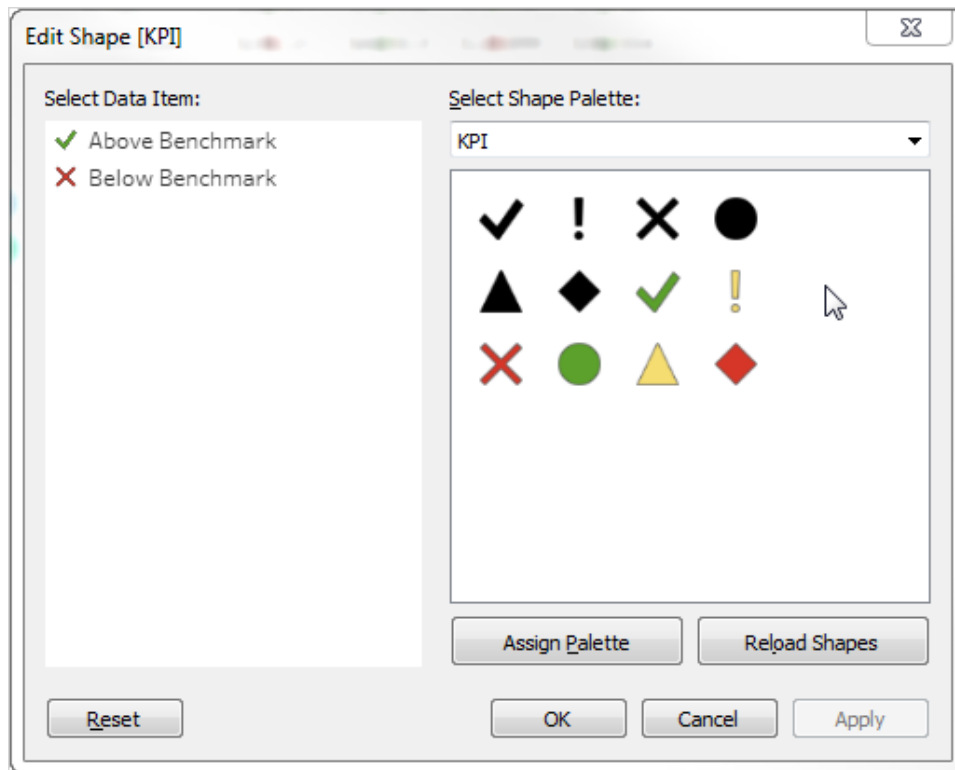 Edit Shape [KPI]
Select Data Item:
Above Benchmark
Below Benchmark
Select Shape Palette:
KPI
Assign Palette
Reload Shapes
Reset
OK
Cancel
Apply